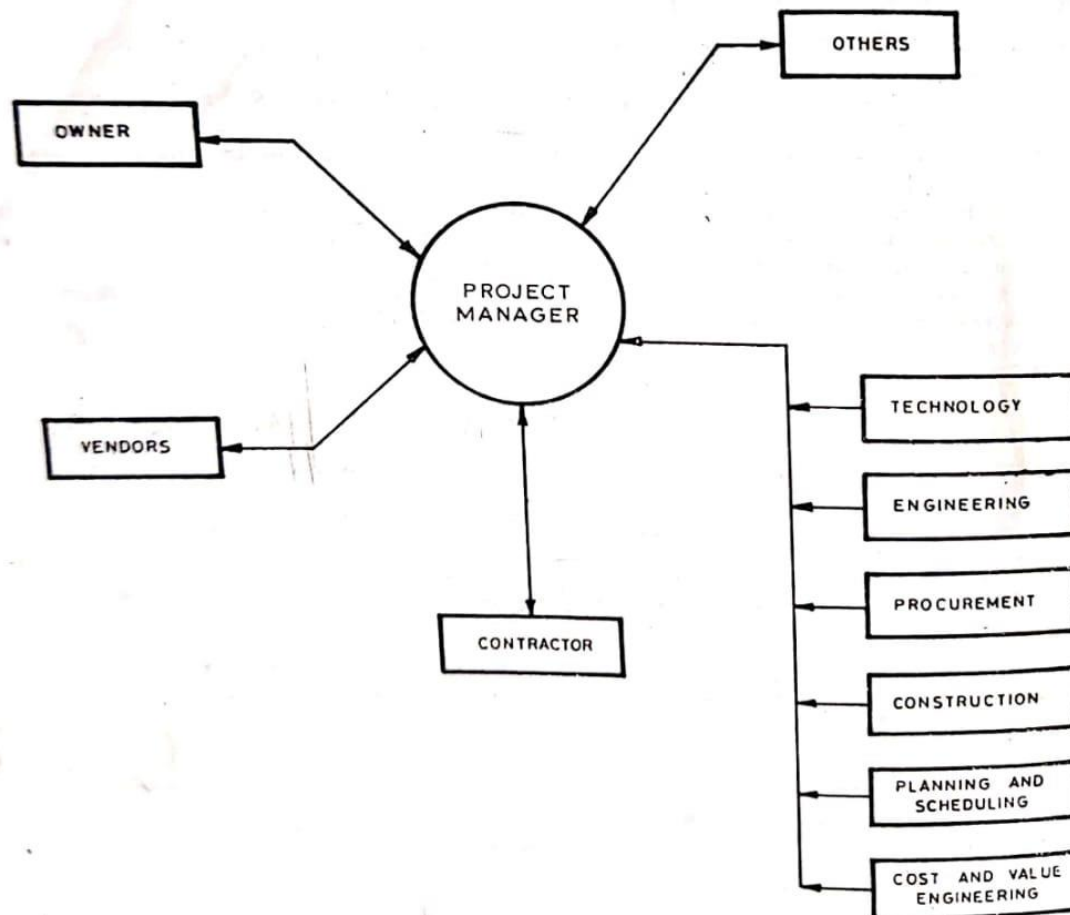 OTHERS
OWNER
PROJECT
MANAGER
TECHNOLOGY
VENDORS
ENGINEERING
PROCUREMENT
CONTRACTOR
CONSTRUCTION
PLANNING AND
SCHEDULING
COST AND VALUE
ENGINEERING